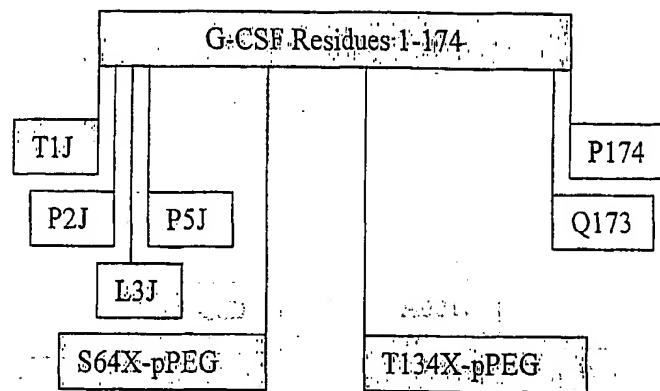 G-CSF Residues 1-174
T1J
P174
P2J
P5J
Q173
L3J
S64X-pPEG
T134X-pPEG